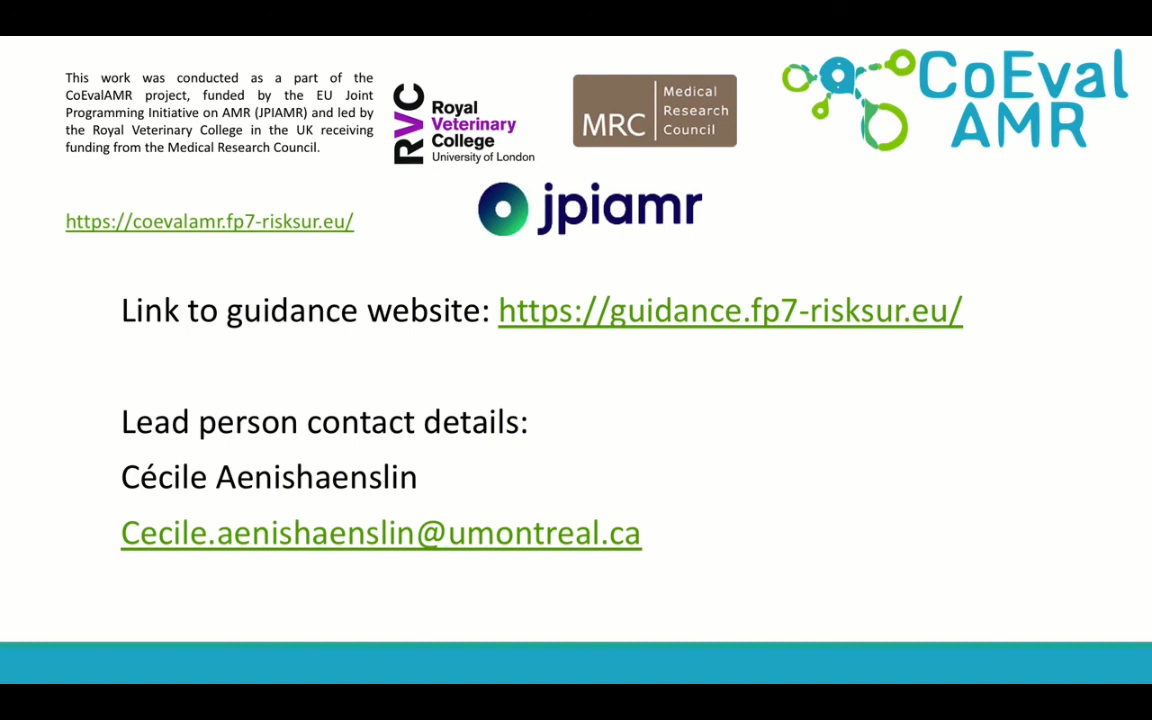 This work was conducted as a part of the
CoEvalAMR project, funded by the EU Joint
Programming Initiative on AMR (JPIAMR) and led by
the Royal Veterinary College in the UK receiving
funding from the Medical Research Council.
RVC
Royal
Veterinary
College
University of London
MRC
Medical
Research
Council
CoEval
AMR
jpiamr
https://coevalamr.fp7-risksur.eu/
Link to guidance website: https://guidance.fp7-risksur.eu/
Lead person contact details:
Cécile Aenishaenslin
Cecile.aenishaenslin@umontreal.ca